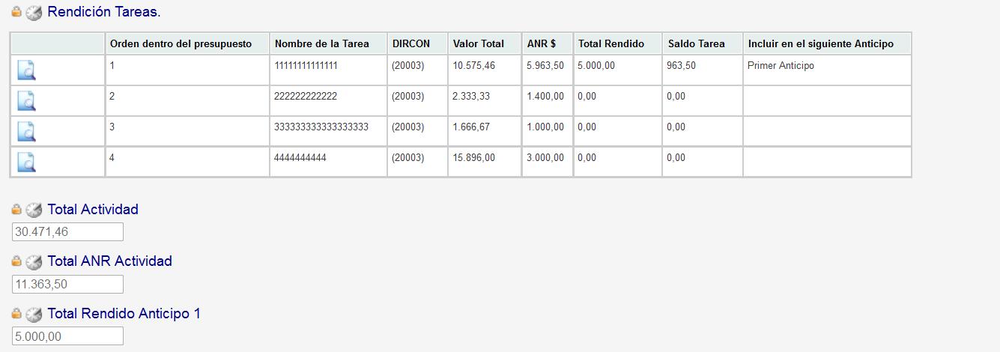 Rendición Tareas.
Orden dentro del presupuesto Nombre de la Tarea DIRCON Valor Total ANR $ Total Rendido Saldo Tarea Incluir en el siguiente Anticipo
1 11111111111111 (20003) 10.575,46 5.963,50 5.000,00 963,50 Primer Anticipo
2 222222222222 (20003) 2.333,33 1.400,00 0,00 0,00
3 333333333333333333 (20003) 1.666,67 1.000,00 0,00 0,00
4 4444444444 (20003) 15.896,00 3.000,00 0,00 0,00
Total Actividad
30.471,46
Total ANR Actividad
11.363,50
Total Rendido Anticipo 1
5.000,00